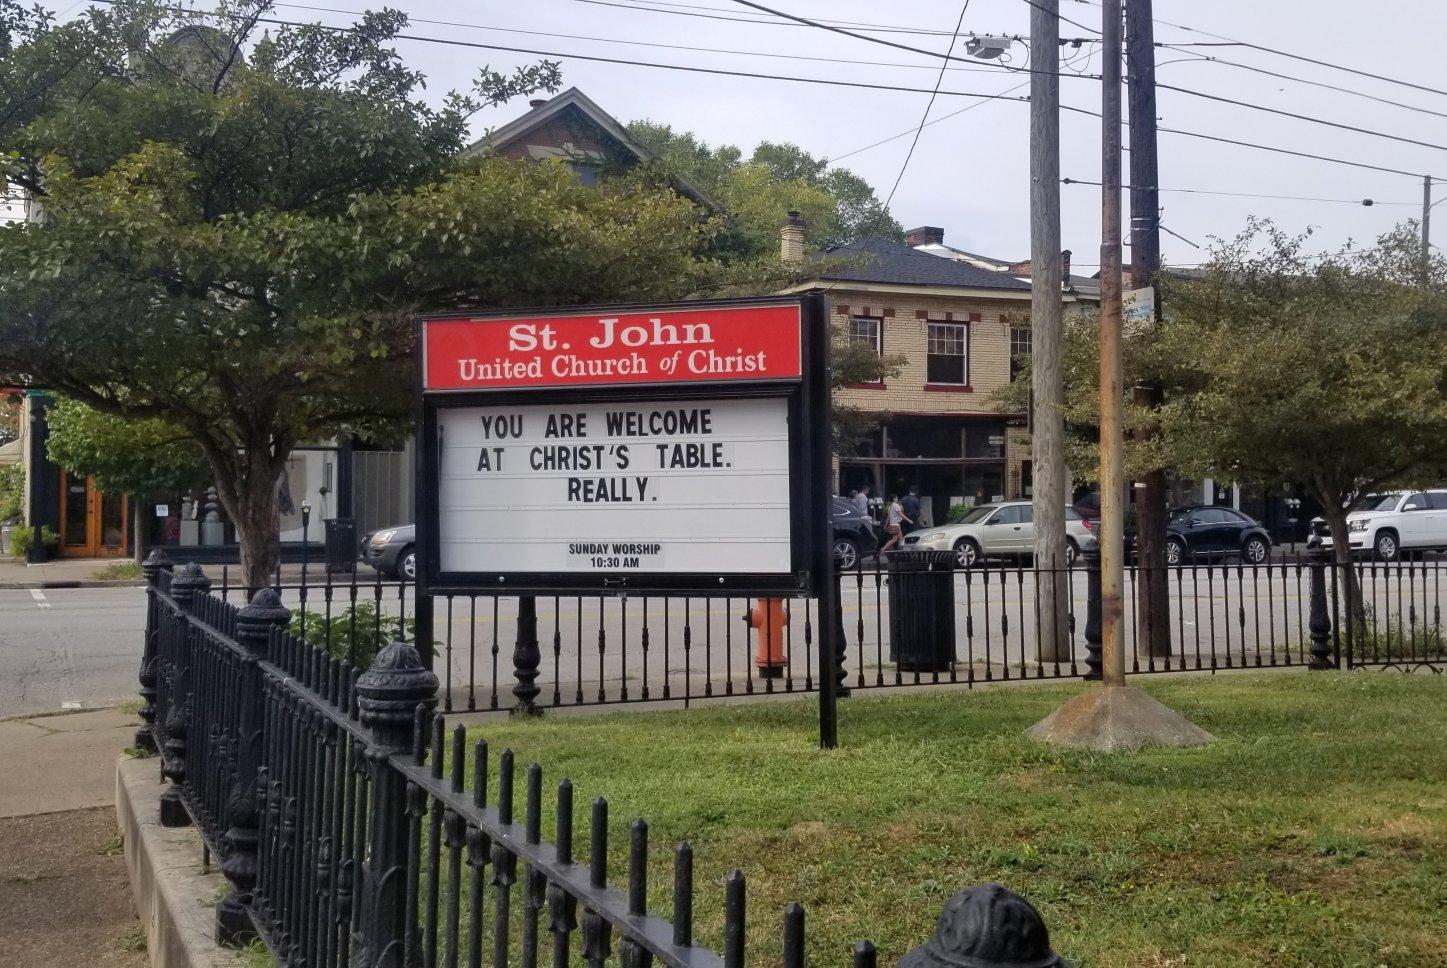 St. John
United Church of Christ
YOU ARE WELCOME
AT CHRIST'S TABLE.
REALLY.
SUNDAY WORSHIP
10:30 AM